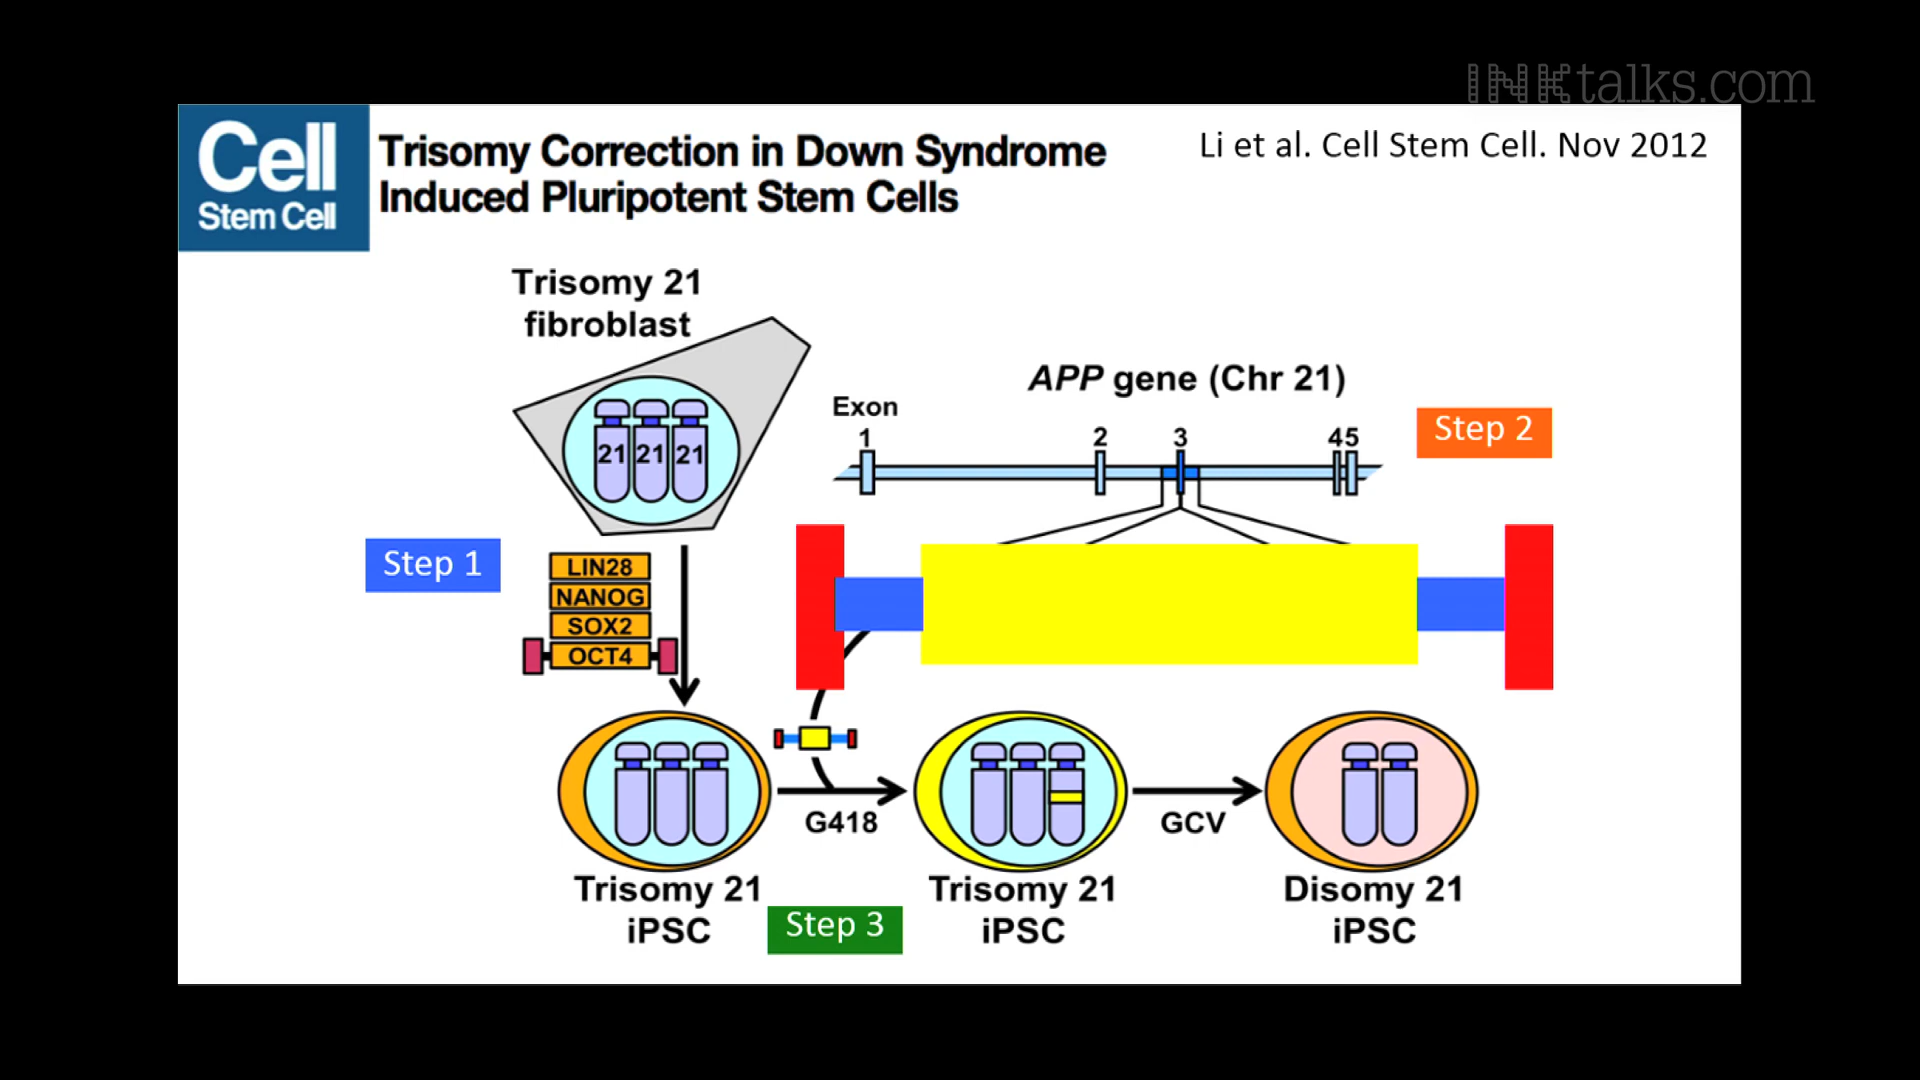 INKtalks.com
Cell
Stem Cell
Trisomy Correction in Down Syndrome
Induced Pluripotent Stem Cells
Li et al. Cell Stem Cell. Nov 2012
Trisomy 21
fibroblast
21 21 21
APP gene (Chr 21)
Exon
1 2 3 45
Step 2
Step 1
LIN28
NANOG
SOX2
OCT4
G418
GCV
Trisomy 21
iPSC
Step 3
Trisomy 21
iPSC
Disomy 21
iPSC